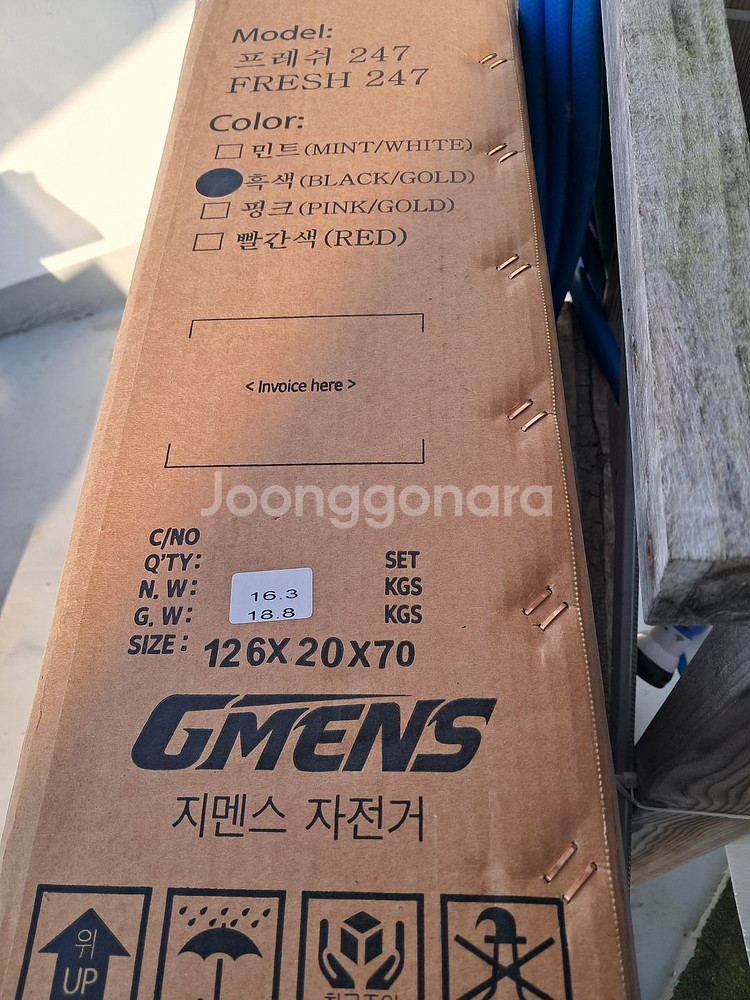 Model:
프레쉬 247
FRESH 247
Color:
민트(MINT/WHITE)
흑색(BLACK/GOLD)
핑크(PINK/GOLD)
빨간색(RED)
< Invoice here >
Joonggonara
C/NO
Q'TY: SET
N. W: 16.3 KGS
G. W: 18.8 KGS
SIZE: 126X20X70
GMENS
지멘스 자전거
위
UP